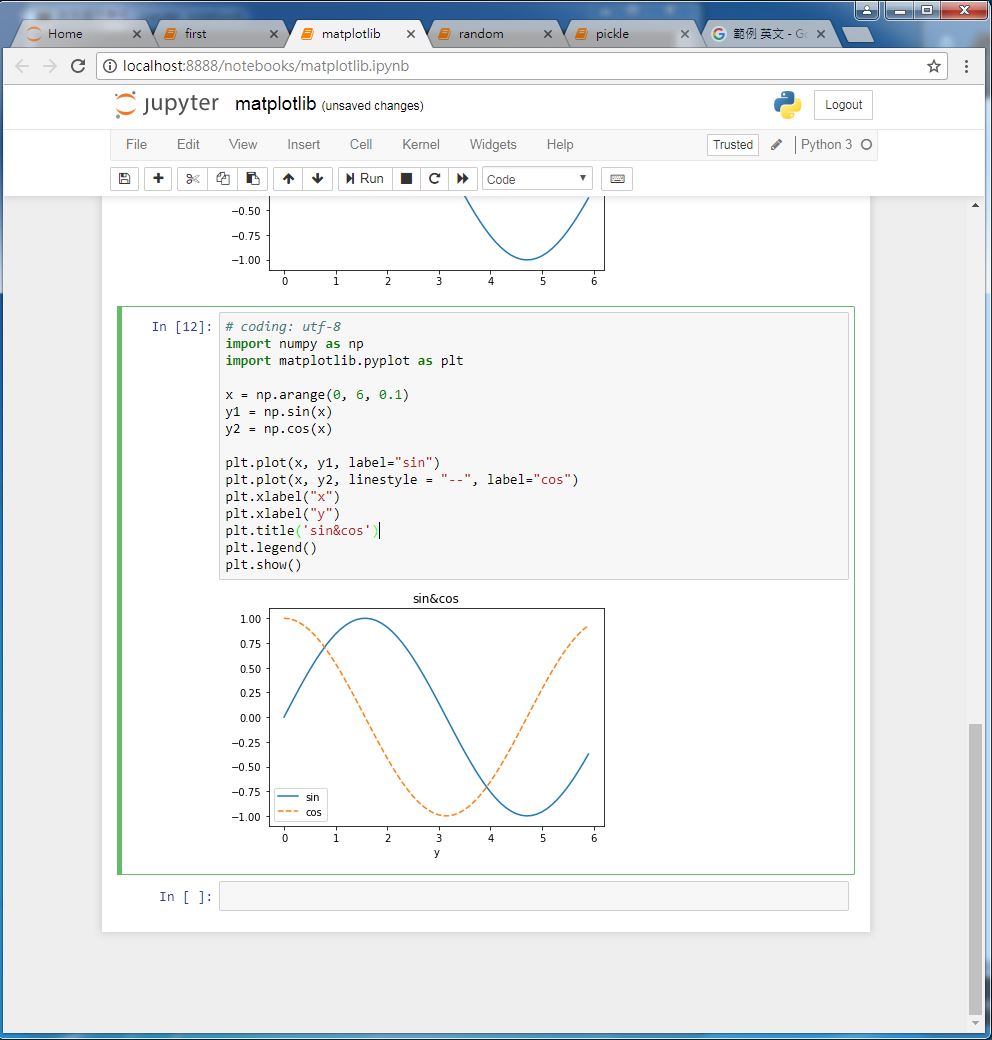 Home
first
matplotlib
random
pickle
範例 英文 - G
localhost:8888/notebooks/matplotlib.ipynb
jupyter matplotlib (unsaved changes)
Logout
File Edit View Insert Cell Kernel Widgets Help
Trusted
Python 3
Run
Code
−0.50
−0.75
−1.00
0 1 2 3 4 5 6
In [12]:
# coding: utf-8
import numpy as np
import matplotlib.pyplot as plt
x = np.arange(0, 6, 0.1)
y1 = np.sin(x)
y2 = np.cos(x)
plt.plot(x, y1, label="sin")
plt.plot(x, y2, linestyle = "--", label="cos")
plt.xlabel("x")
plt.xlabel("y")
plt.title('sin&cos')
plt.legend()
plt.show()
sin&cos
1.00
0.75
0.50
0.25
0.00
−0.25
−0.50
−0.75
−1.00
sin
cos
0 1 2 3 4 5 6
y
In [ ]: